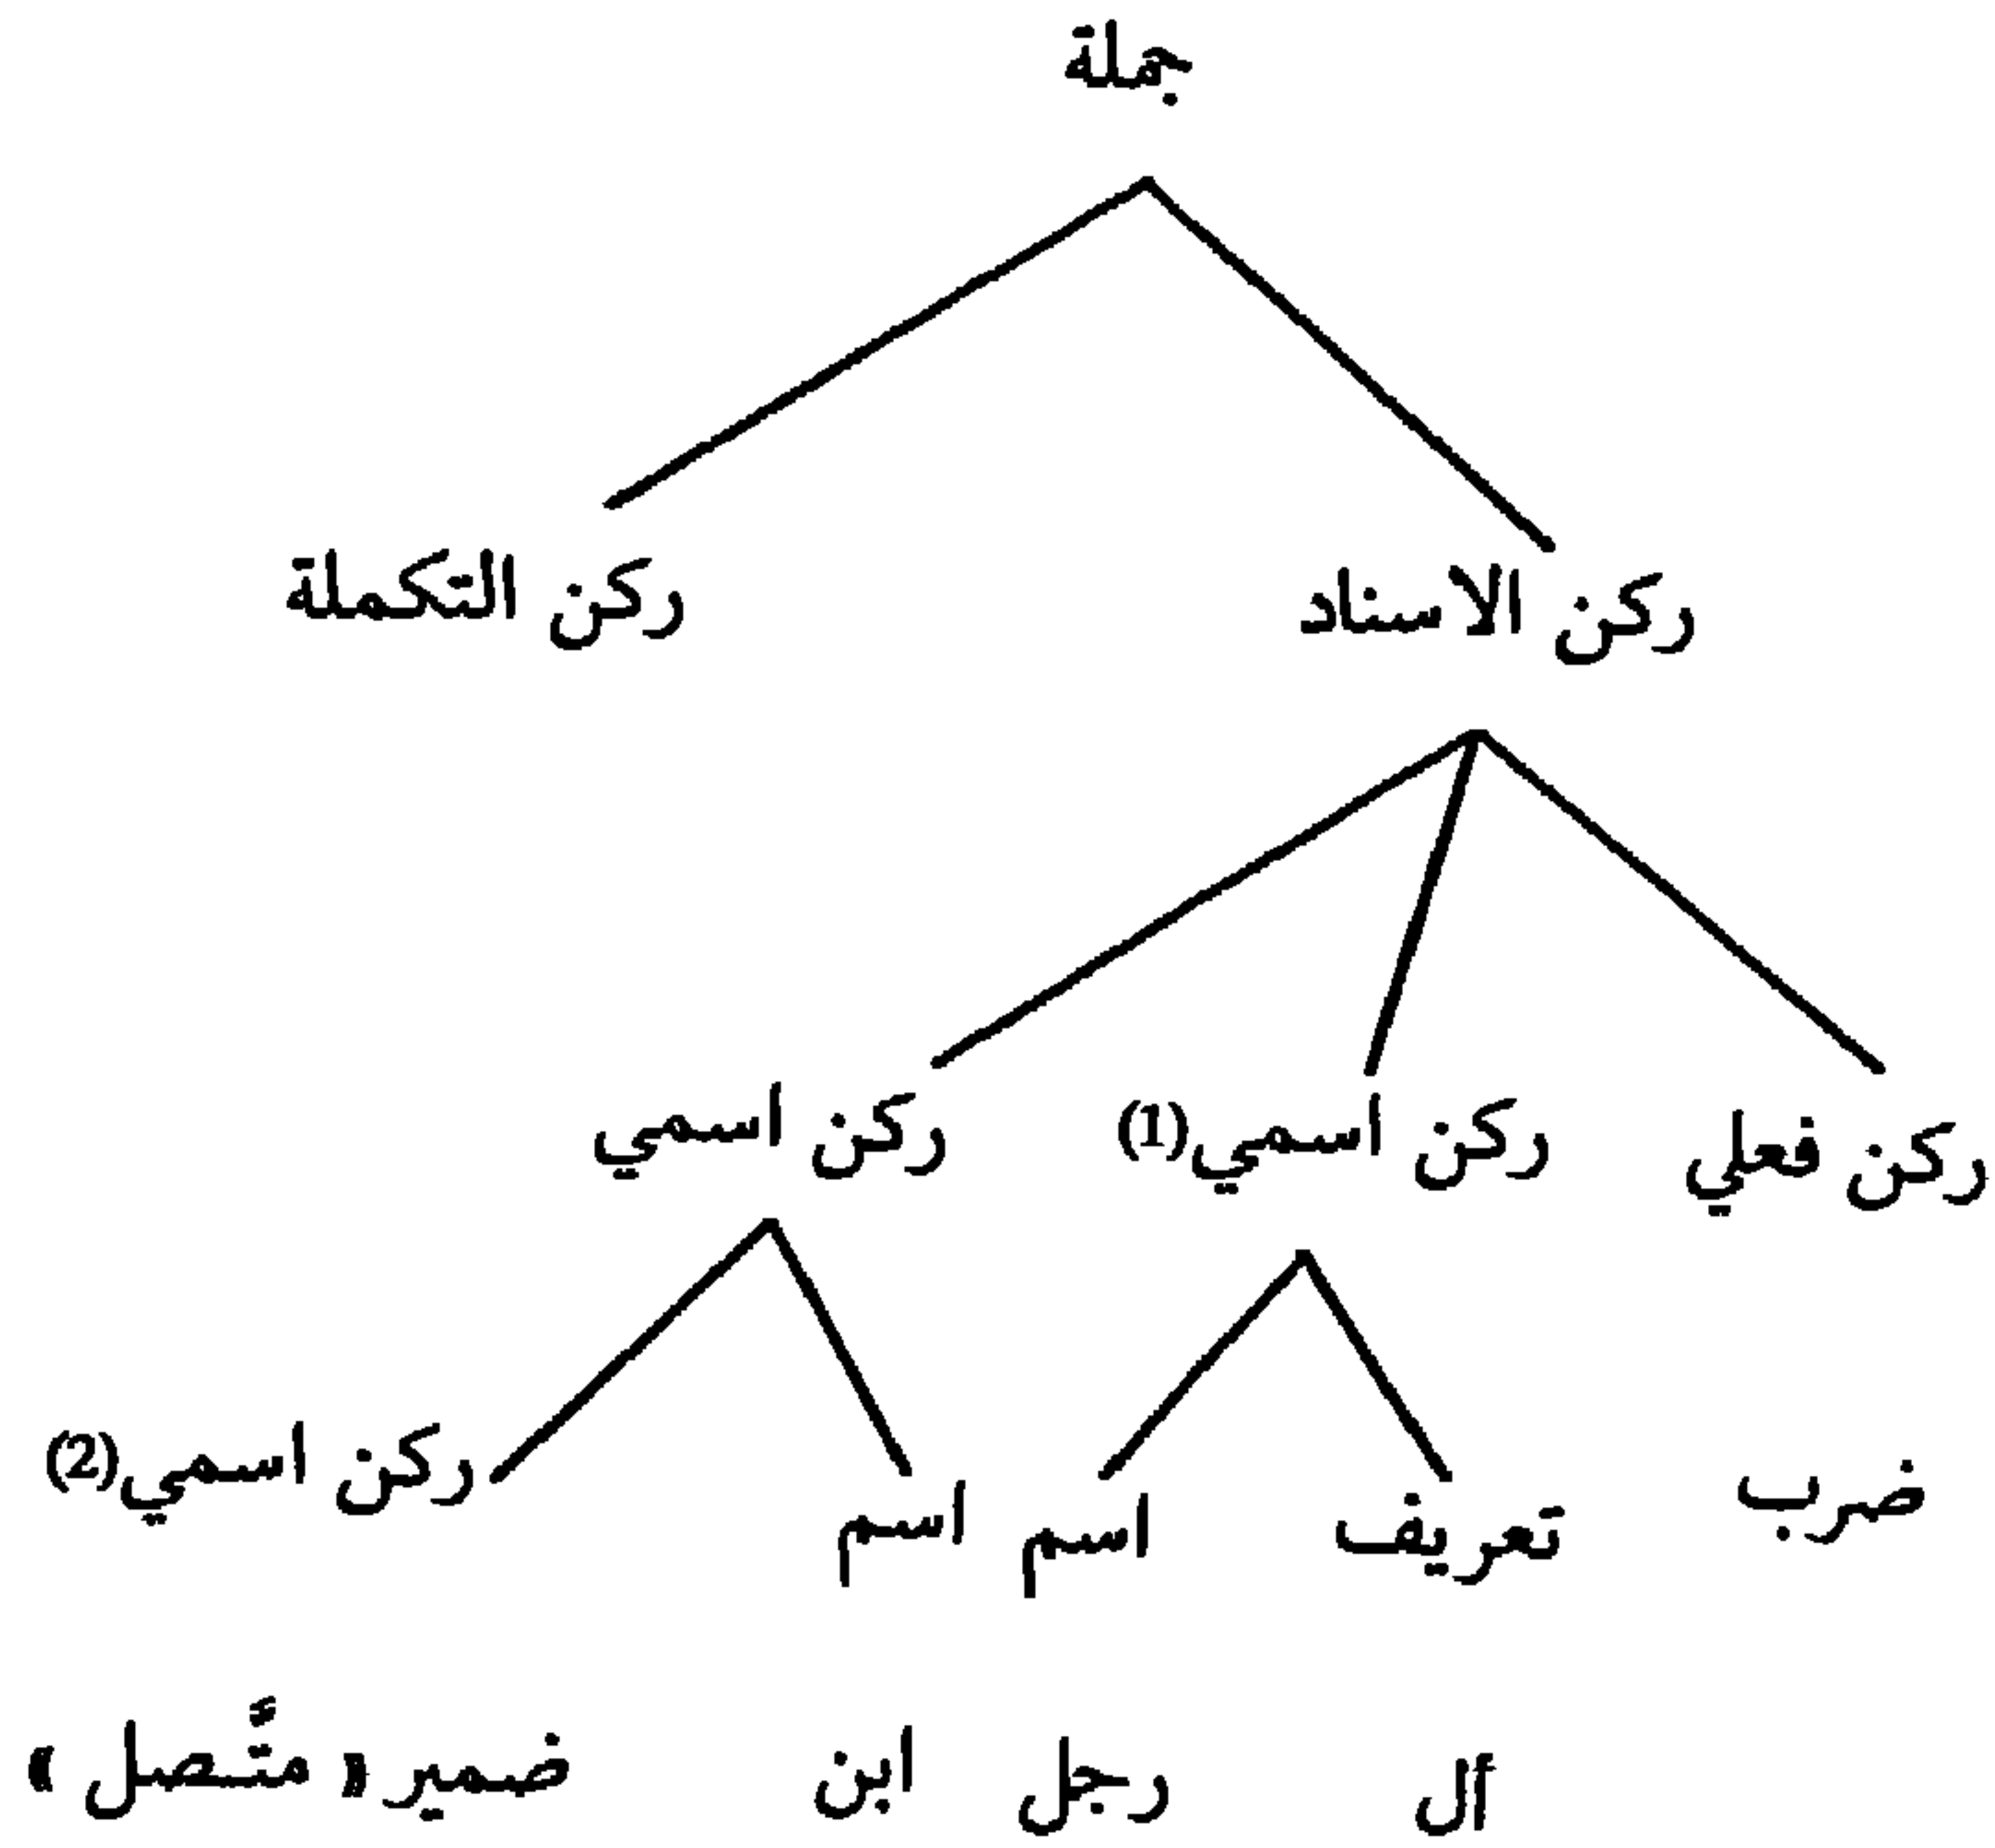 جملة
ركن الاسناد
ركن التكملة
ركن فعلي
ركن اسمي(1)
ركن اسمي
ضرب
تعريف
اسم
اسم
ركن اسمي(2)
أل
رجل
ابن
ضمير « متَّصل »